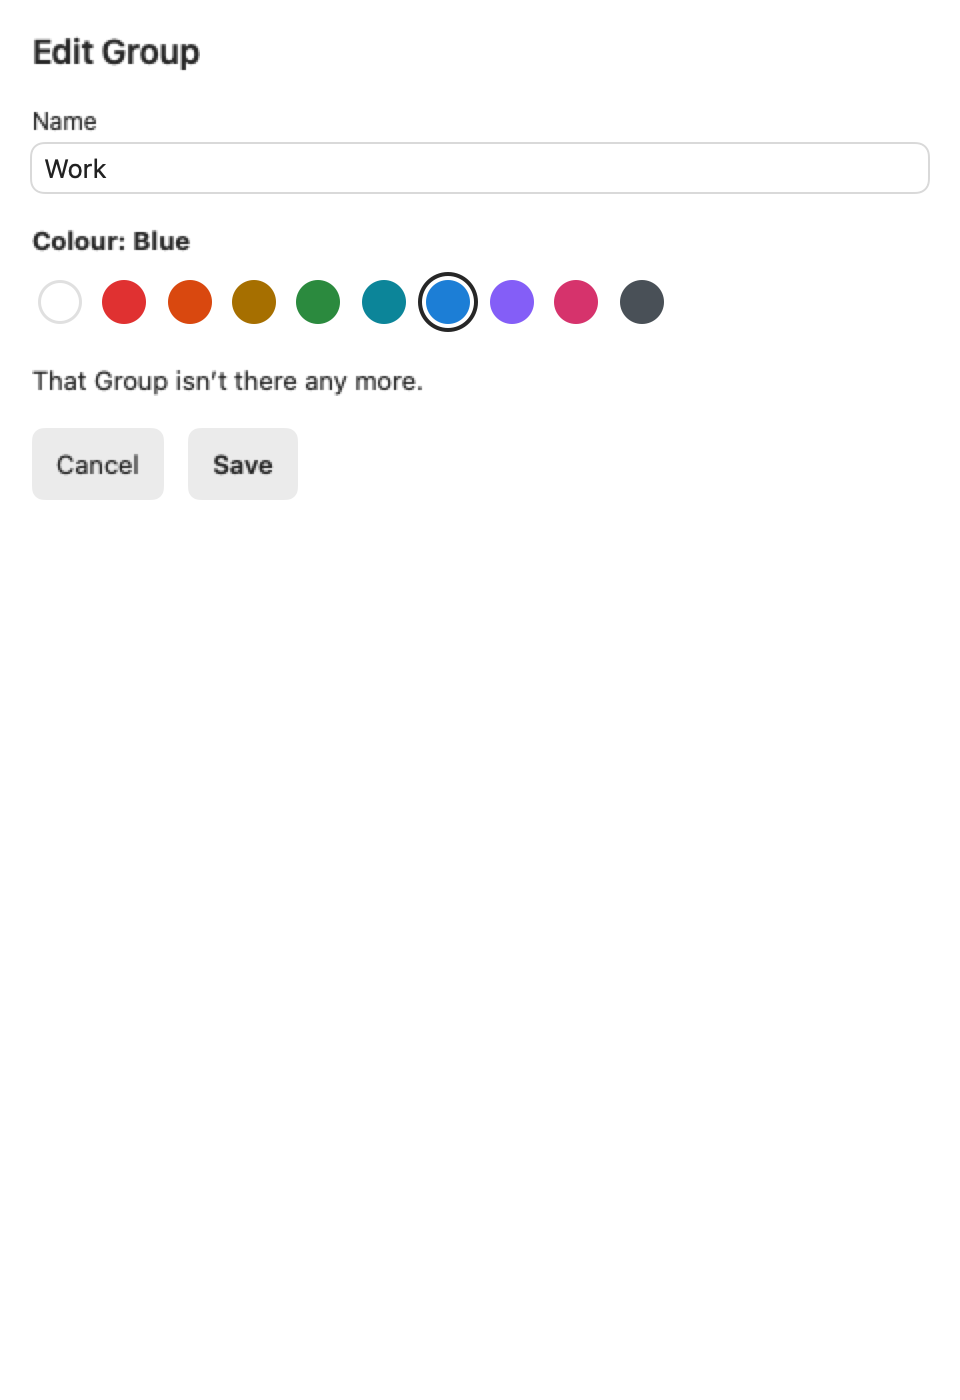 Edit Group
Name
Work
Colour: Blue
That Group isn’t there any more.
Cancel Save